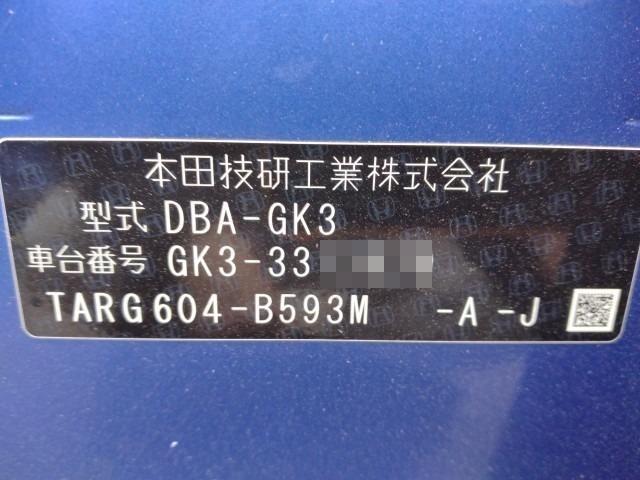 本田技研工業株式会社
型式 DBA-GK3
車台番号 GK3-33
TARG604-B593M -A -J